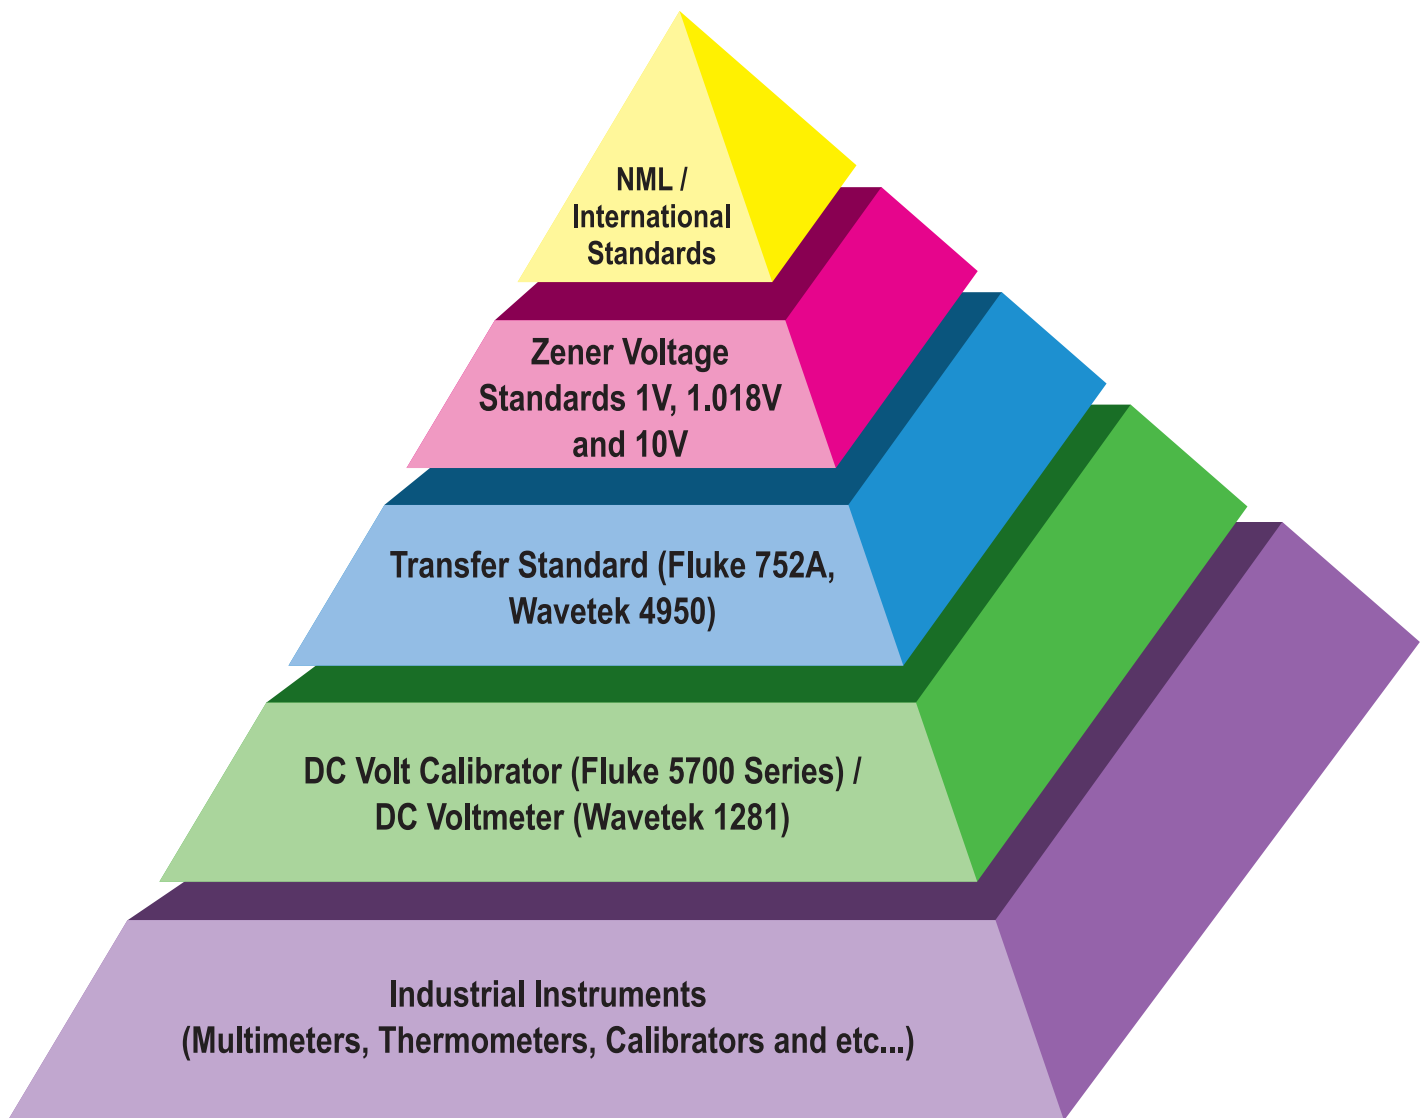 NML /
International
Standards
Zener Voltage
Standards 1V, 1.018V
and 10V
Transfer Standard (Fluke 752A,
Wavetek 4950)
DC Volt Calibrator (Fluke 5700 Series) /
DC Voltmeter (Wavetek 1281)
Industrial Instruments
(Multimeters, Thermometers, Calibrators and etc...)